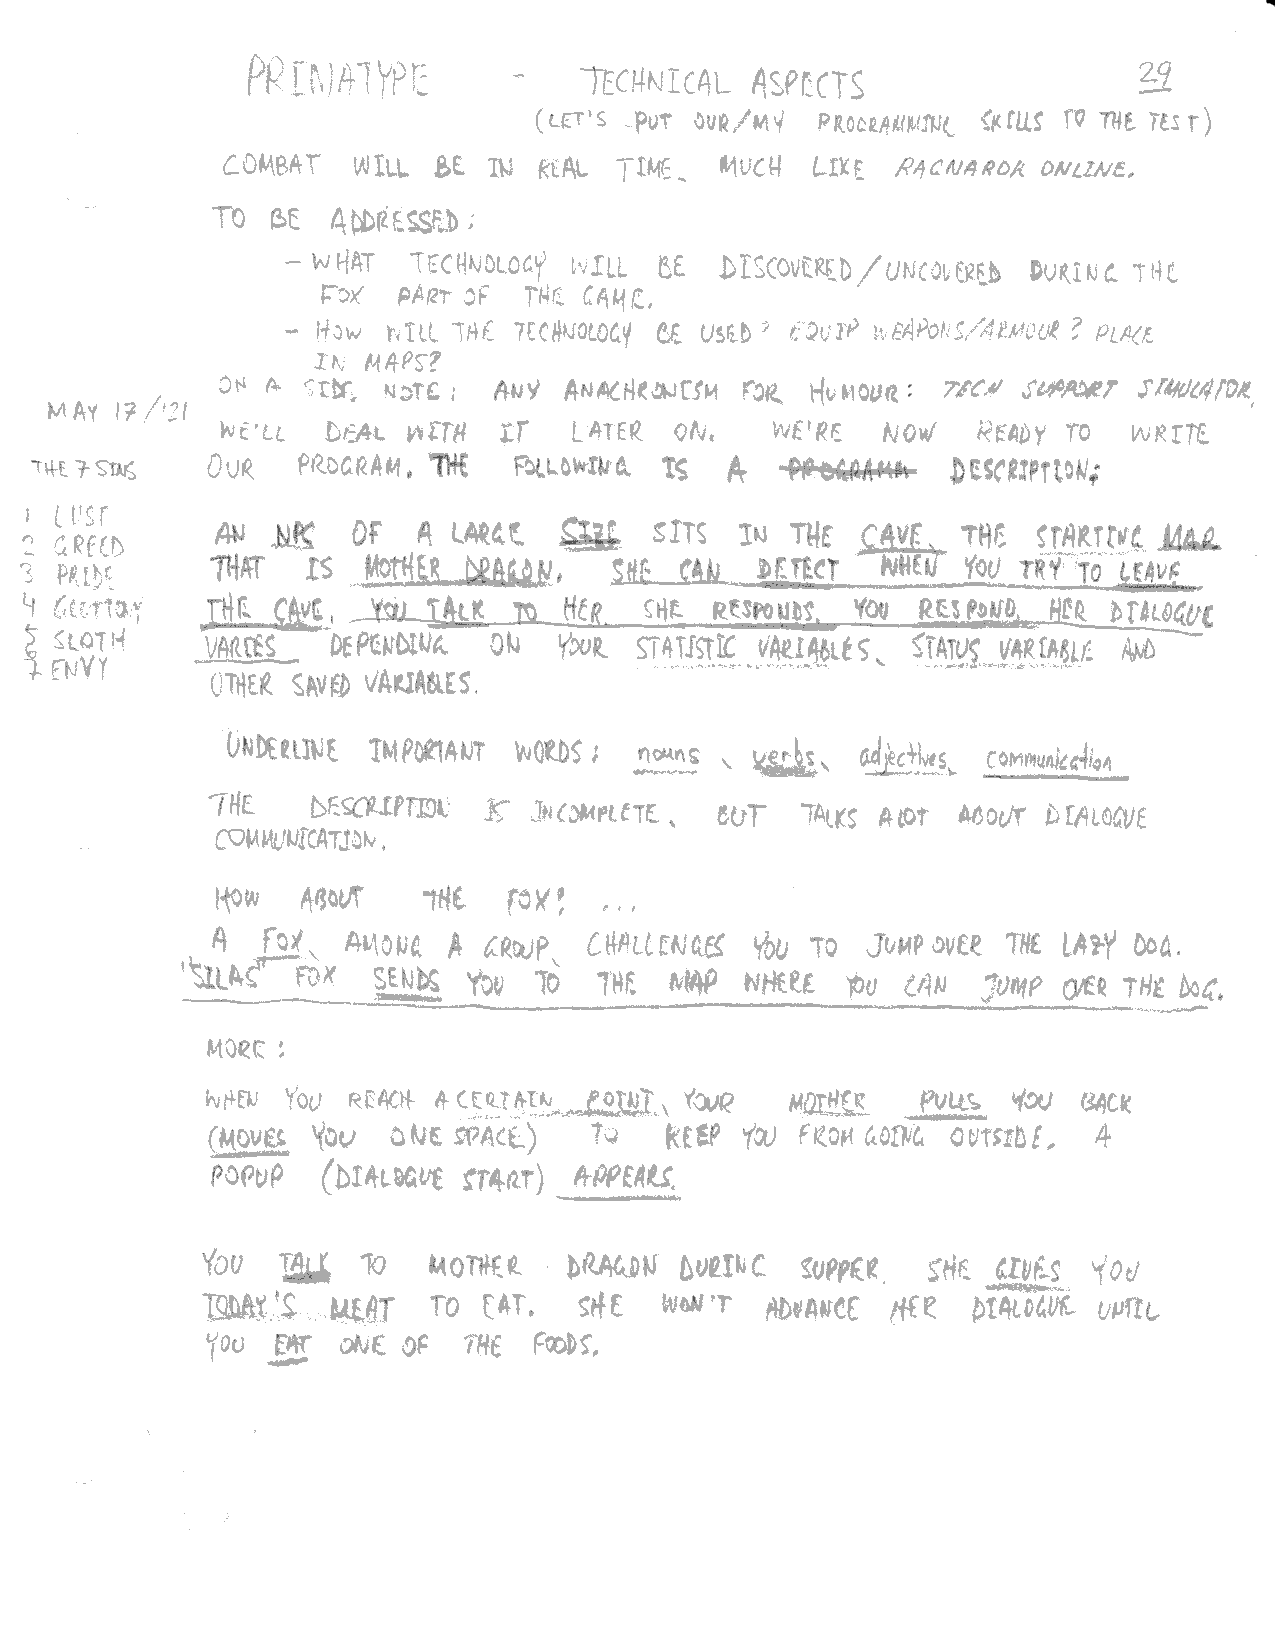 PRIMATYPE - TECHNICAL ASPECTS 29
(LET'S PUT OUR/MY PROGRAMMING SKILLS TO THE TEST)
COMBAT WILL BE IN REAL TIME, MUCH LIKE RAGNAROK ONLINE.
TO BE ADDRESSED:
- WHAT TECHNOLOGY WILL BE DISCOVERED/UNCOVERED DURING THE
FOX PART OF THE GAME.
- HOW WILL THE TECHNOLOGY BE USED? EQUIP WEAPONS/ARMOUR? PLACE
IN MAPS?
ON A SIDE NOTE: ANY ANACHRONISM FOR HUMOUR: TECH SUPPORT SIMULATOR,
MAY 17/'21
WE'LL DEAL WITH IT LATER ON. WE'RE NOW READY TO WRITE
OUR PROGRAM. THE FOLLOWING IS A PROGRAMM DESCRIPTION:
THE 7 SINS
1 LUST
2 GREED
3 PRIDE
4 GLUTTONY
5 SLOTH
7 ENVY
AN NPC OF A LARGE SIZE SITS IN THE CAVE, THE STARTING MAP
THAT IS MOTHER DRAGON. SHE CAN DETECT WHEN YOU TRY TO LEAVE
THE CAVE, YOU TALK TO HER. SHE RESPONDS. YOU RESPOND. HER DIALOGUE
VARIES DEPENDING ON YOUR STATISTIC VARIABLES, STATUS VARIABLE AND
OTHER SAVED VARIABLES.
UNDERLINE IMPORTANT WORDS: nouns, verbs, adjectives, communication
THE DESCRIPTION IS INCOMPLETE, BUT TALKS A LOT ABOUT DIALOGUE
COMMUNICATION.
HOW ABOUT THE FOX? ...
A FOX, AMONG A GROUP, CHALLENGES YOU TO JUMP OVER THE LAZY DOG.
'SILAS' FOX SENDS YOU TO THE MAP WHERE YOU CAN JUMP OVER THE DOG.
MORE:
WHEN YOU REACH A CERTAIN POINT, YOUR MOTHER PULLS YOU BACK
(MOVES YOU ONE SPACE) TO KEEP YOU FROM GOING OUTSIDE. A
POPUP (DIALOGUE START) APPEARS.
YOU TALK TO MOTHER DRAGON DURING SUPPER. SHE GIVES YOU
TODAY'S MEAT TO EAT. SHE WON'T ADVANCE HER DIALOGUE UNTIL
YOU EAT ONE OF THE FOODS.